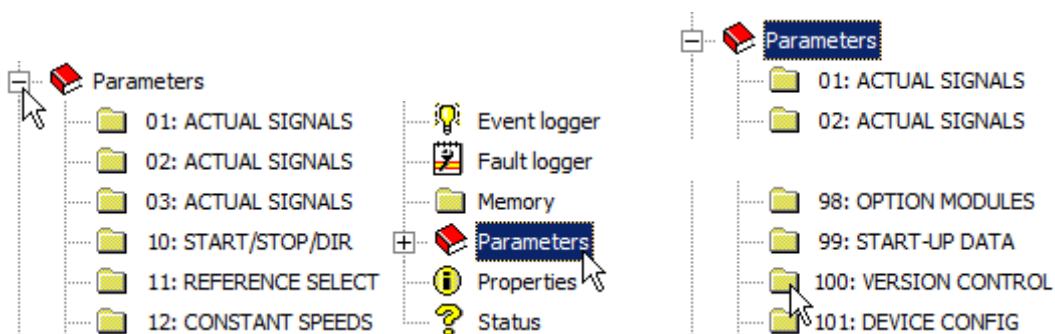 Parameters
01: ACTUAL SIGNALS
02: ACTUAL SIGNALS
03: ACTUAL SIGNALS
10: START/STOP/DIR
11: REFERENCE SELECT
12: CONSTANT SPEEDS
Event logger
Fault logger
Memory
Parameters
Properties
Status
Parameters
01: ACTUAL SIGNALS
02: ACTUAL SIGNALS
98: OPTION MODULES
99: START-UP DATA
100: VERSION CONTROL
101: DEVICE CONFIG